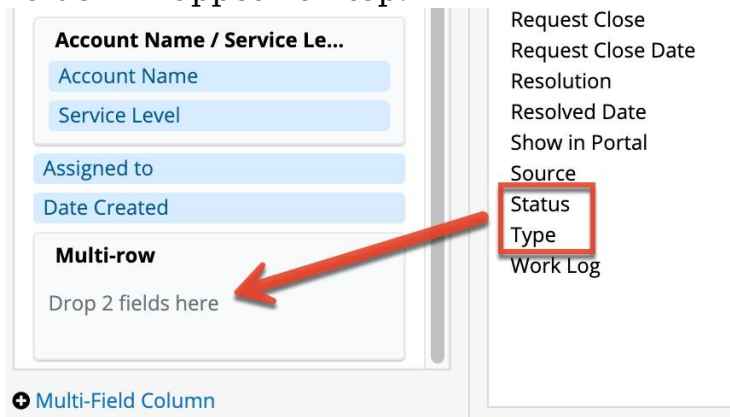 Account Name / Service Le...
Account Name
Service Level
Assigned to
Date Created
Multi-row
Drop 2 fields here
Multi-Field Column
Request Close
Request Close Date
Resolution
Resolved Date
Show in Portal
Source
Status
Type
Work Log